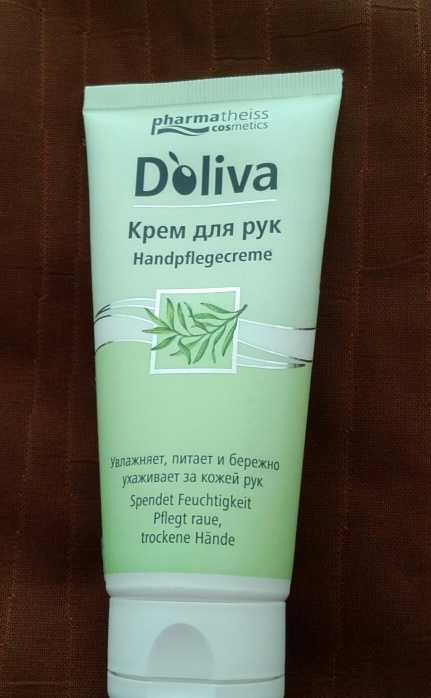 pharmatheiss
cosmetics
D'oliva
Крем для рук
Handpflegecreme
Увлажняет, питает и бережно
ухаживает за кожей рук
Spendet Feuchtigkeit
Pflegt raue,
trockene Hände